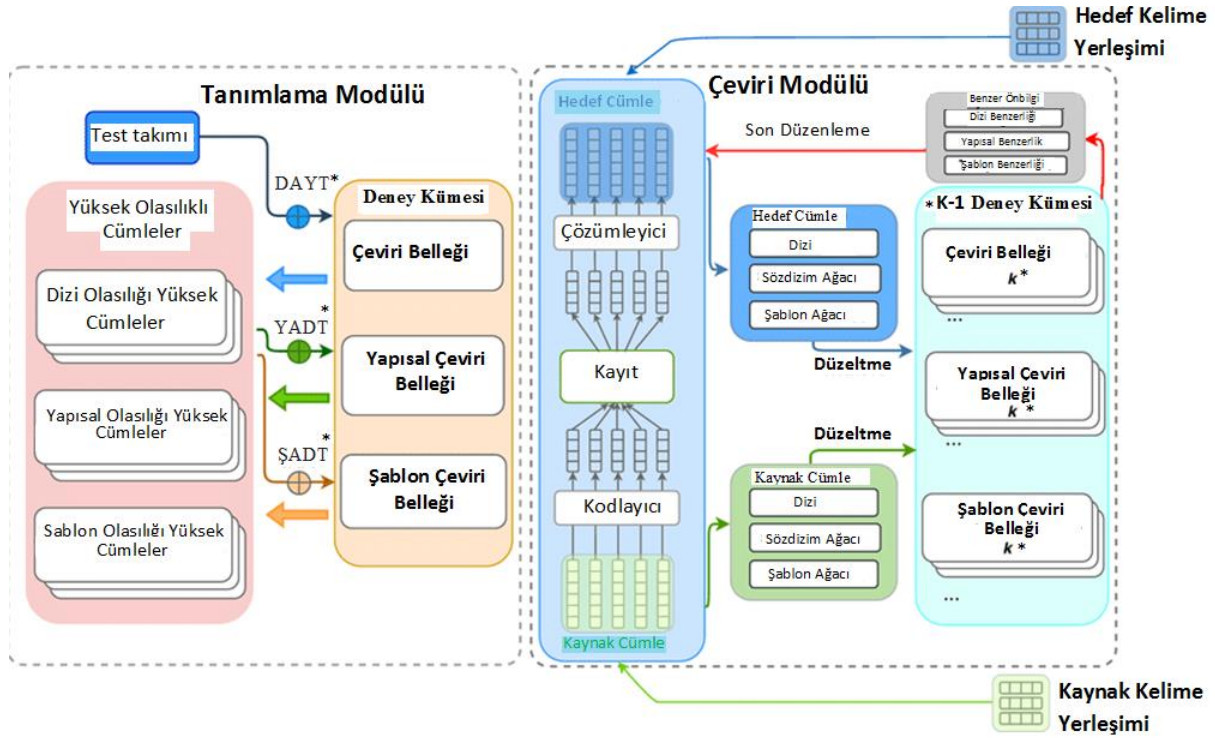 Hedef Kelime
Yerleşimi
Tanımlama Modülü
Test takımı
DAYT*
Yüksek Olasılıklı
Cümleler
Dizi Olasılığı Yüksek
Cümleler
YADT*
Yapısal Olasılığı Yüksek
Cümleler
ŞADT*
Sablon Olasılığı Yüksek
Cümleler
Deney Kümesi
Çeviri Belleği
Yapısal Çeviri
Belleği
Şablon Çeviri
Belleği
Çeviri Modülü
Hedef Cümle
Çözümleyici
Kayıt
Kodlayıcı
Kaynak Cümle
Son Düzenleme
Benzer Önbilgi
Dizi Benzerliği
Yapısal Benzerlik
Şablon Benzerliği
Hedef Cümle
Dizi
Sözdizim Ağacı
Şablon Ağacı
Düzeltme
Düzeltme
Kaynak Cümle
Dizi
Sözdizim Ağacı
Şablon Ağacı
*K-1 Deney Kümesi
Çeviri Belleği
k*
...
Yapısal Çeviri
Belleği
k*
...
Şablon Çeviri
Belleği
k*
...
Kaynak Kelime
Yerleşimi